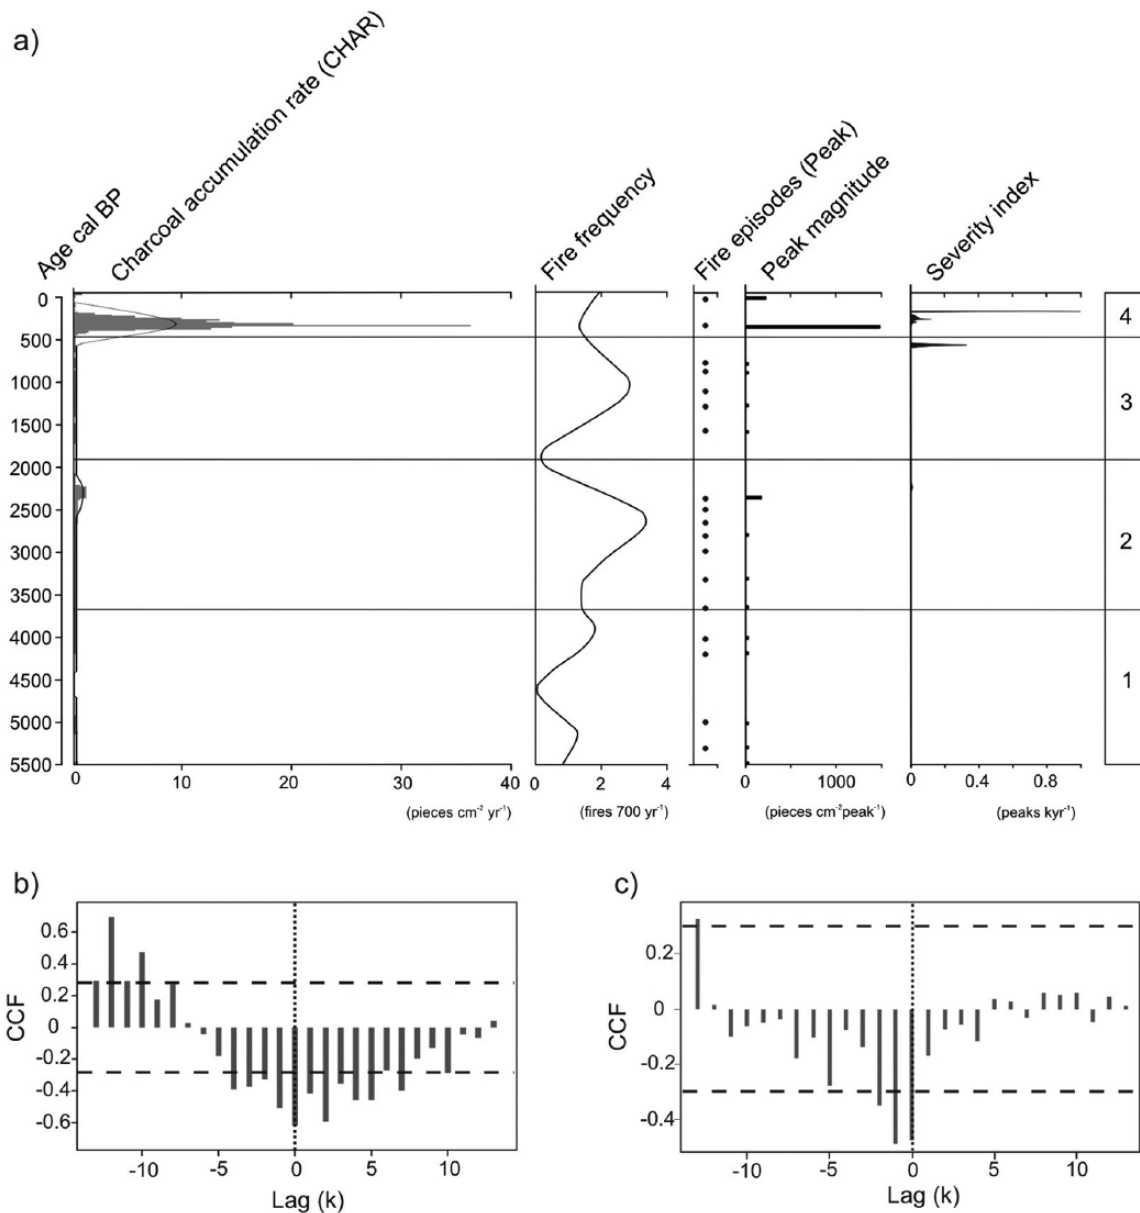 a)
Age cal BP
Charcoal accumulation rate (CHAR)
Fire frequency
Fire episodes (Peak)
Peak magnitude
Severity index
0
500
1000
1500
2000
2500
3000
3500
4000
4500
5000
5500
4
3
2
1
0 10 20 30 40
0 2 4
0 1000
0 0.4 0.8
(pieces cm⁻² yr⁻¹)
(fires 700 yr⁻¹)
(pieces cm⁻²peak⁻¹)
(peaks kyr⁻¹)
b)
CCF
0.6
0.4
0.2
0
-0.2
-0.4
-0.6
-10 -5 0 5 10
Lag (k)
c)
CCF
0.2
0
-0.2
-0.4
-10 -5 0 5 10
Lag (k)